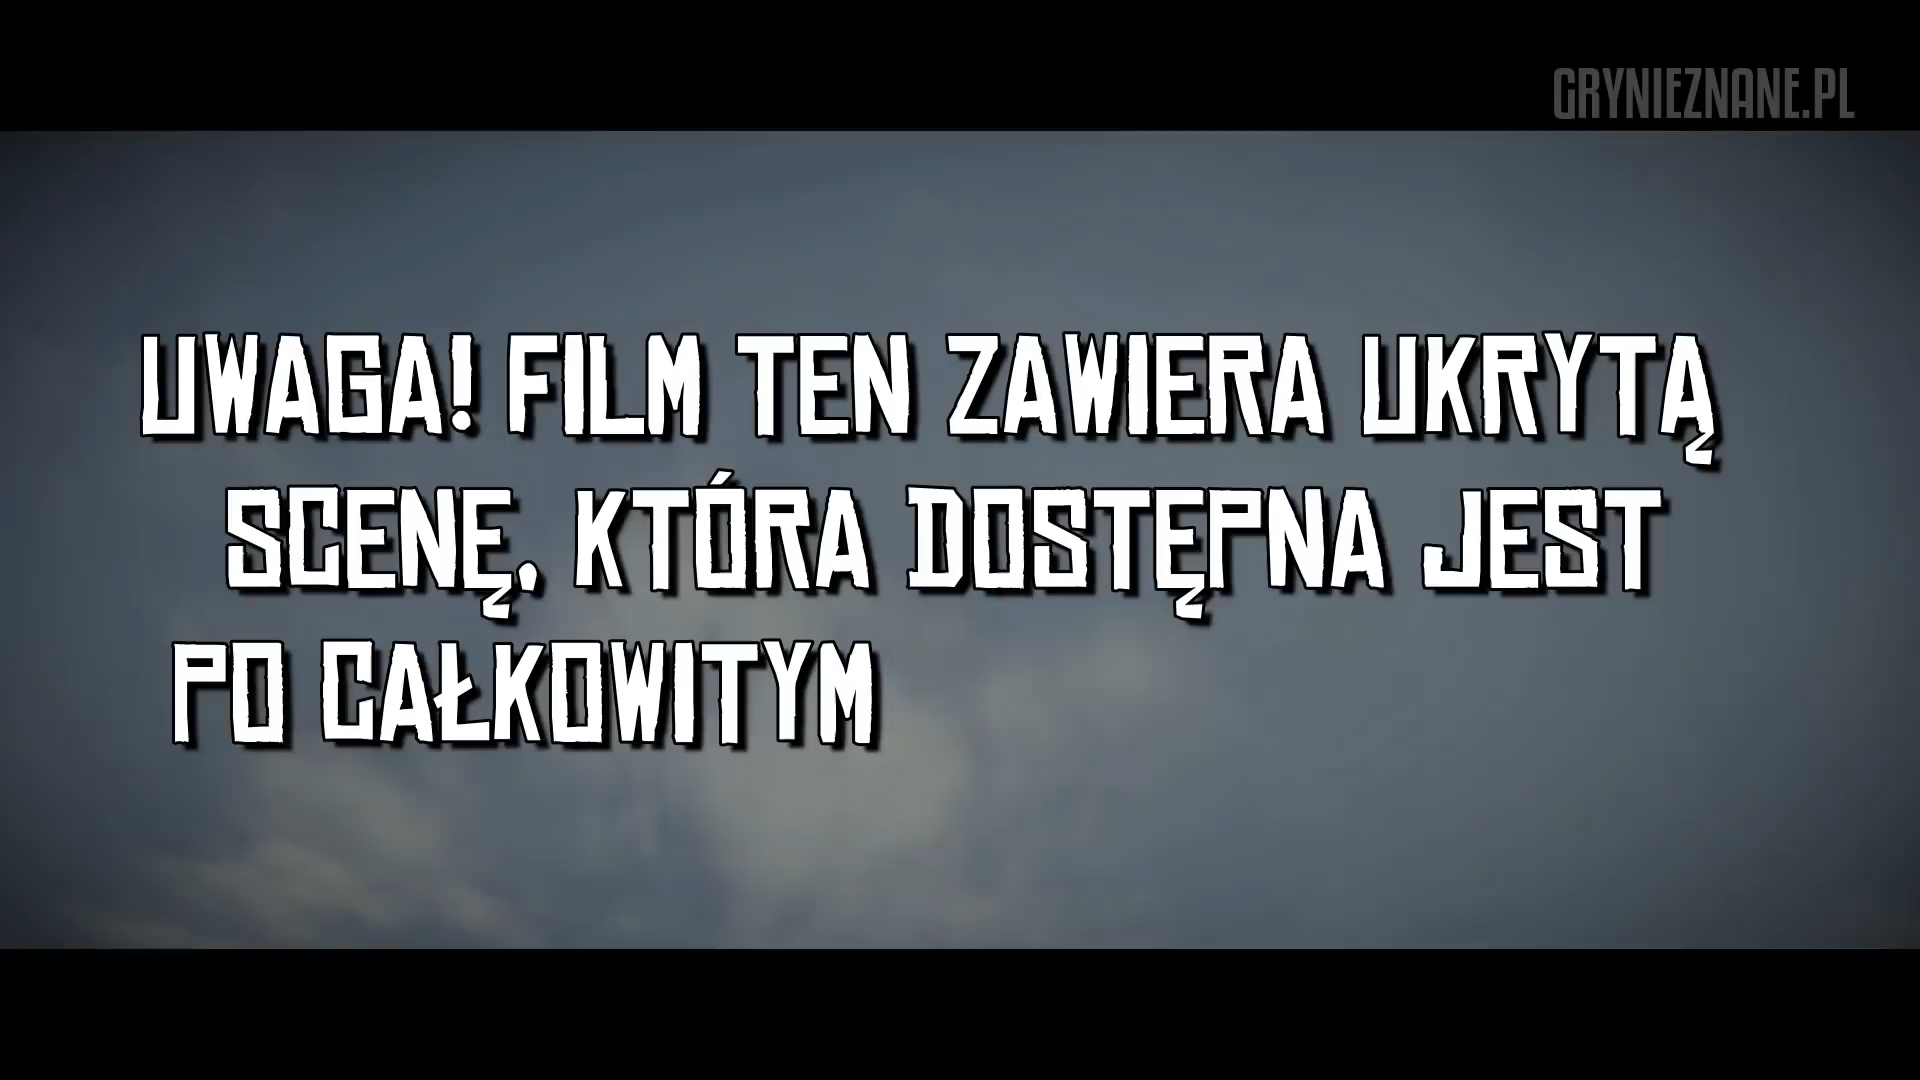 GRYNIEZNANE.PL
UWAGA! FILM TEN ZAWIERA UKRYTĄ
SCENĘ, KTÓRA DOSTĘPNA JEST
PO CAŁKOWITYM